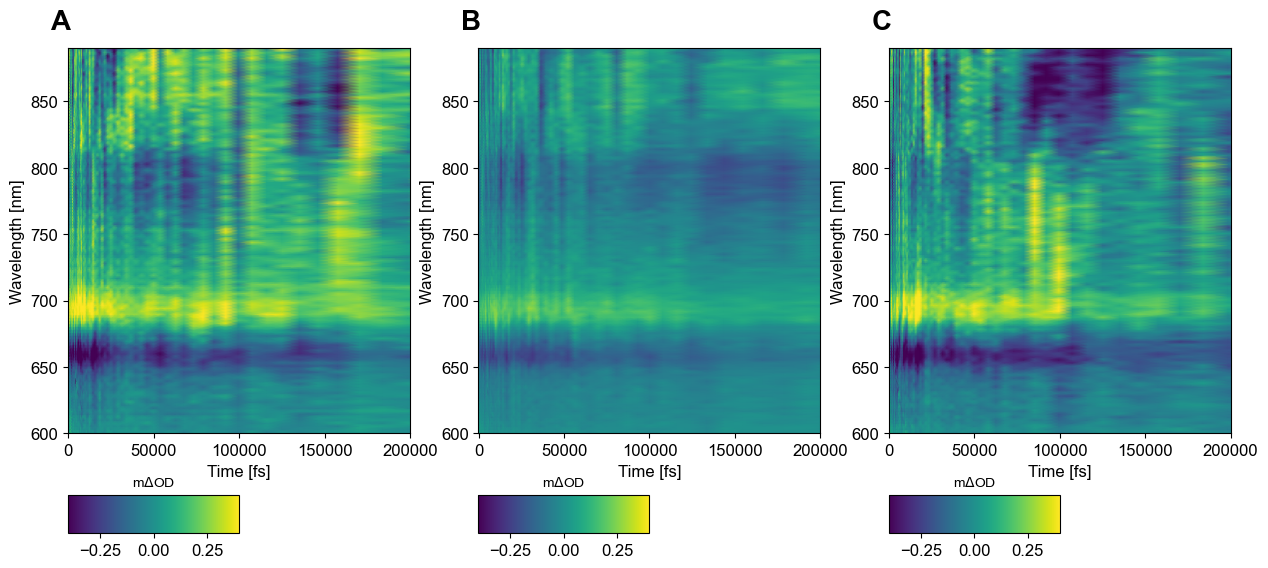 A B C
850 850 850
800 800 800
750 750 750
700 700 700
650 650 650
600 600 600
Wavelength [nm] Wavelength [nm] Wavelength [nm]
0 50000 100000 150000 200000 0 50000 100000 150000 200000 0 50000 100000 150000 200000
Time [fs] Time [fs] Time [fs]
mΔOD mΔOD mΔOD
−0.25 0.00 0.25 −0.25 0.00 0.25 −0.25 0.00 0.25